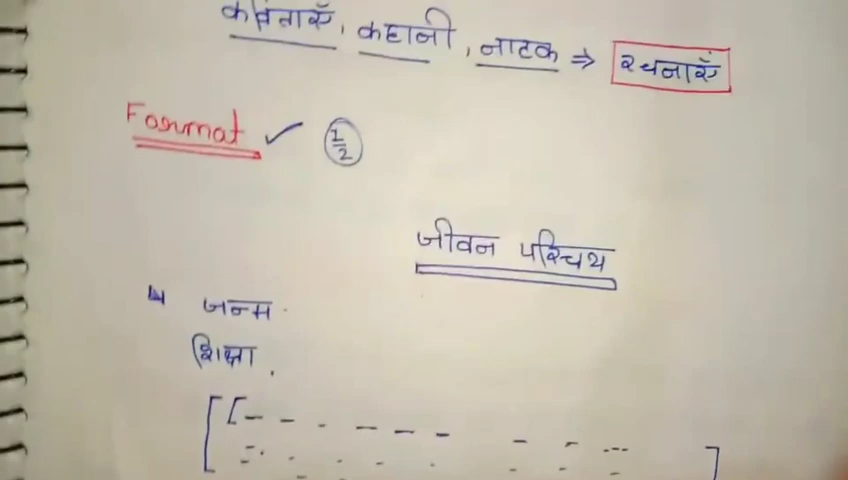 कविताएँ, कहानी, नाटक ⇒ रचनाएँ
Format ✓ 1/2
जीवन परिचय
जन्म
शिक्षा